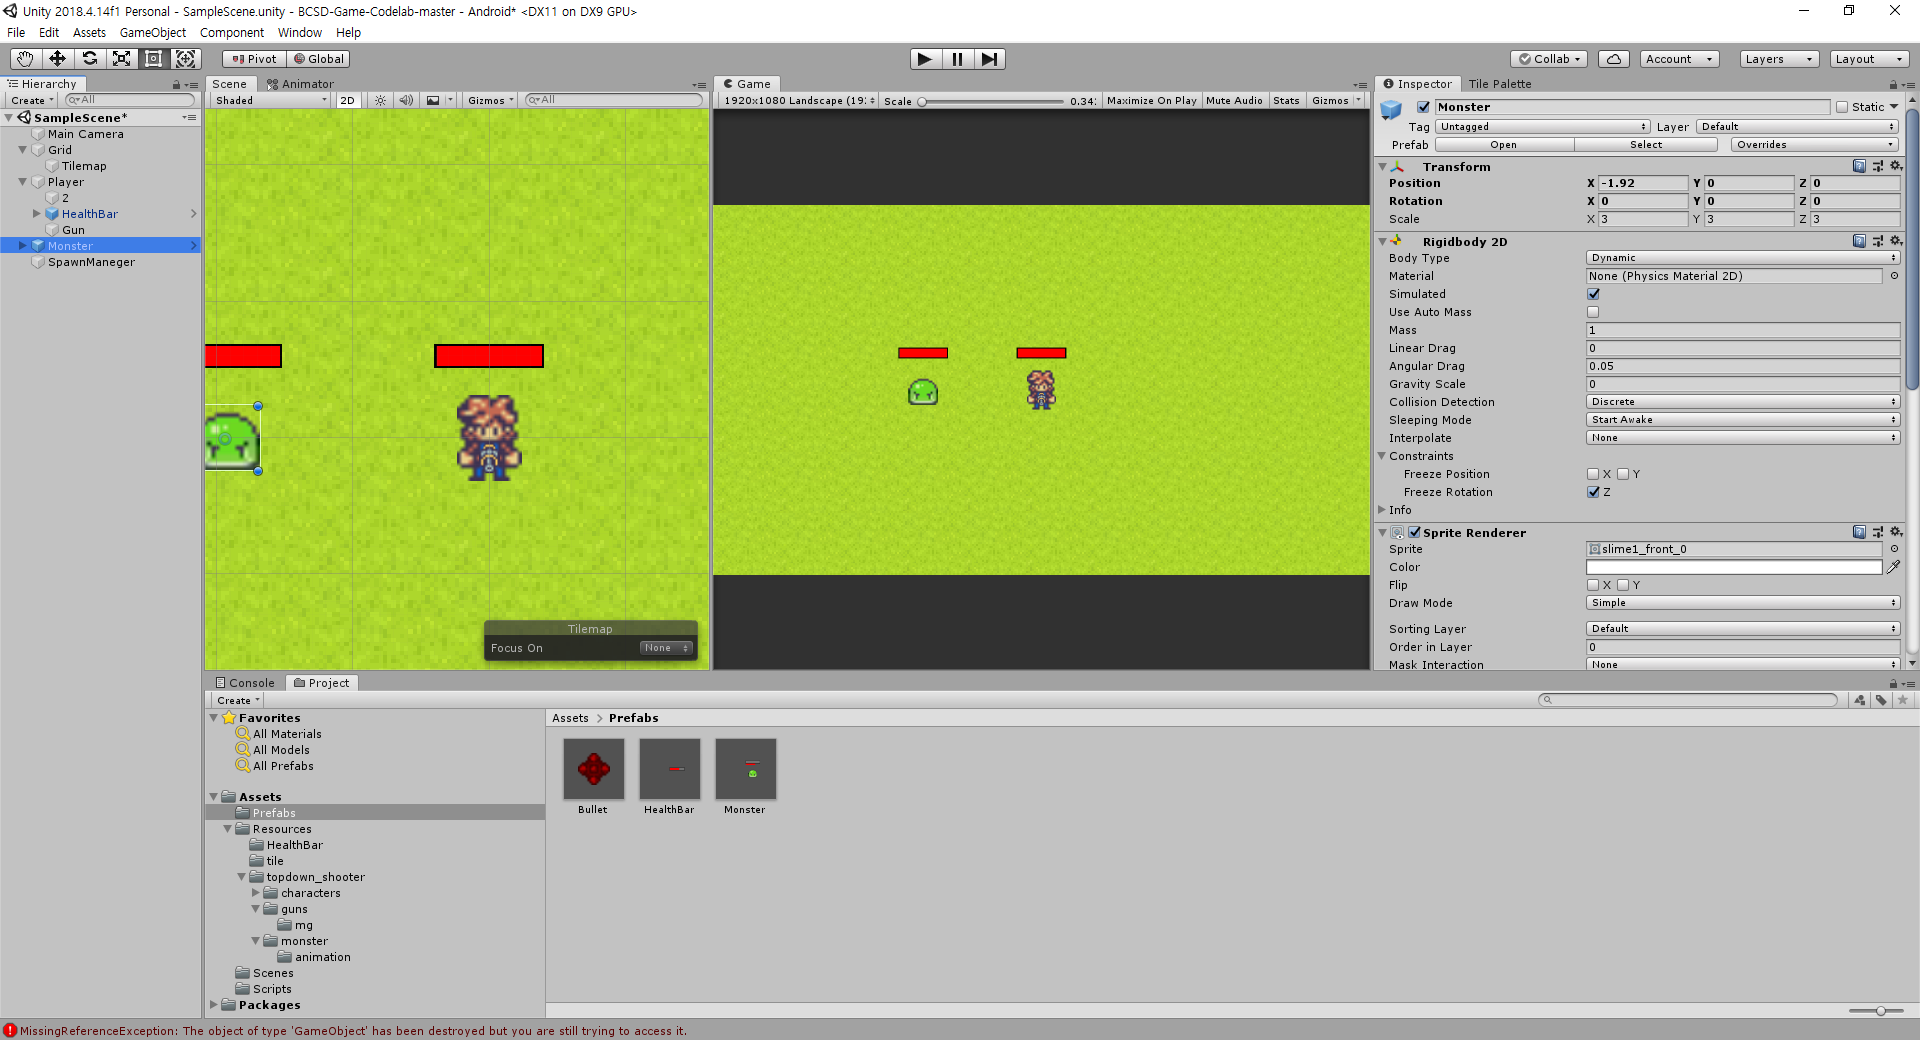 Unity 2018.4.14f1 Personal - SampleScene.unity - BCSD-Game-Codelab-master - Android* <DX11 on DX9 GPU>
File Edit Assets GameObject Component Window Help
Pivot Global Collab Account Layers Layout
Hierarchy
Create All
SampleScene*
Main Camera
Grid
Tilemap
Player
2
HealthBar
Gun
Monster
SpawnManeger
Scene Animator
Shaded 2D Gizmos All
Tilemap
Focus On None
Game
1920x1080 Landscape (19: Scale 0.34: Maximize On Play Mute Audio Stats Gizmos
Inspector Tile Palette
Monster Static
Tag Untagged Layer Default
Prefab Open Select Overrides
Transform
Position X -1.92 Y 0 Z 0
Rotation X 0 Y 0 Z 0
Scale X 3 Y 3 Z 3
Rigidbody 2D
Body Type Dynamic
Material None (Physics Material 2D)
Simulated
Use Auto Mass
Mass 1
Linear Drag 0
Angular Drag 0.05
Gravity Scale 0
Collision Detection Discrete
Sleeping Mode Start Awake
Interpolate None
Constraints
Freeze Position X Y
Freeze Rotation Z
Info
Sprite Renderer
Sprite slime1_front_0
Color
Flip X Y
Draw Mode Simple
Sorting Layer Default
Order in Layer 0
Mask Interaction None
Console Project
Create
Favorites
All Materials
All Models
All Prefabs
Assets
Prefabs
Resources
HealthBar
tile
topdown_shooter
characters
guns
mg
monster
animation
Scenes
Scripts
Packages
Assets > Prefabs
Bullet HealthBar Monster
MissingReferenceException: The object of type 'GameObject' has been destroyed but you are still trying to access it.